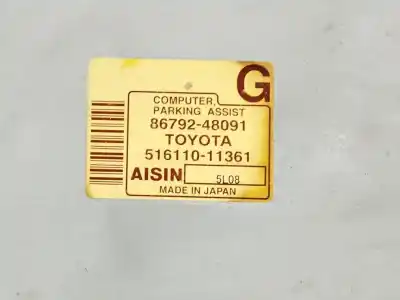 G
COMPUTER,
PARKING ASSIST
86792-48091
TOYOTA
516110-11361
AISIN 5L08
MADE IN JAPAN